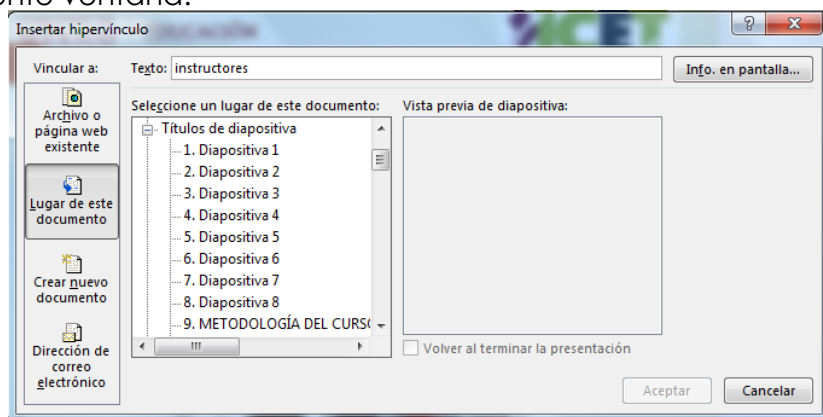 ventana.
Insertar hipervínculo
Vincular a:
Texto: instructores
Info. en pantalla...
Archivo o
página web
existente
Lugar de este
documento
Crear nuevo
documento
Dirección de
correo
electrónico
Seleccione un lugar de este documento:
Títulos de diapositiva
1. Diapositiva 1
2. Diapositiva 2
3. Diapositiva 3
4. Diapositiva 4
5. Diapositiva 5
6. Diapositiva 6
7. Diapositiva 7
8. Diapositiva 8
9. METODOLOGÍA DEL CURS
Vista previa de diapositiva:
Volver al terminar la presentación
Aceptar
Cancelar